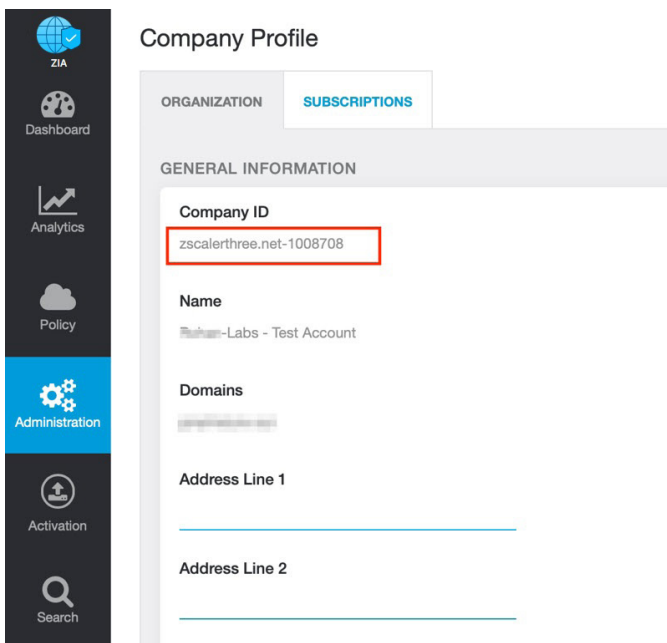 ZIA
Dashboard
Analytics
Policy
Administration
Activation
Search
Company Profile
ORGANIZATION
SUBSCRIPTIONS
GENERAL INFORMATION
Company ID
zscalerthree.net-1008708
Name
-Labs - Test Account
Domains
Address Line 1
Address Line 2